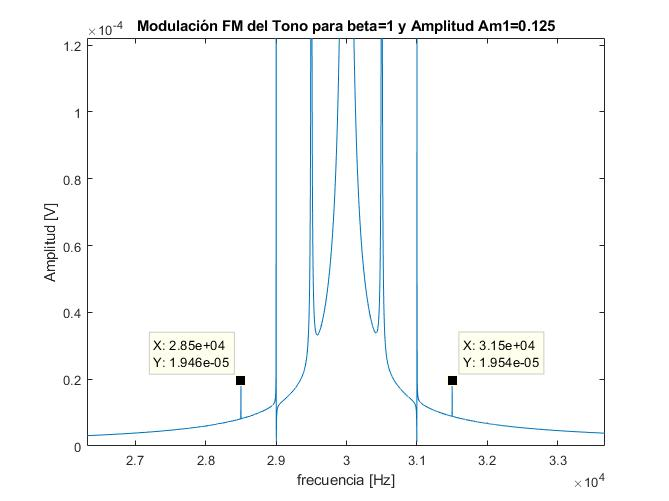 Modulación FM del Tono para beta=1 y Amplitud Am1=0.125
×10⁻⁴
1.2
1
0.8
0.6
0.4
0.2
0
Amplitud [V]
X: 2.85e+04
Y: 1.946e-05
X: 3.15e+04
Y: 1.954e-05
2.7 2.8 2.9 3 3.1 3.2 3.3
frecuencia [Hz]
×10⁴